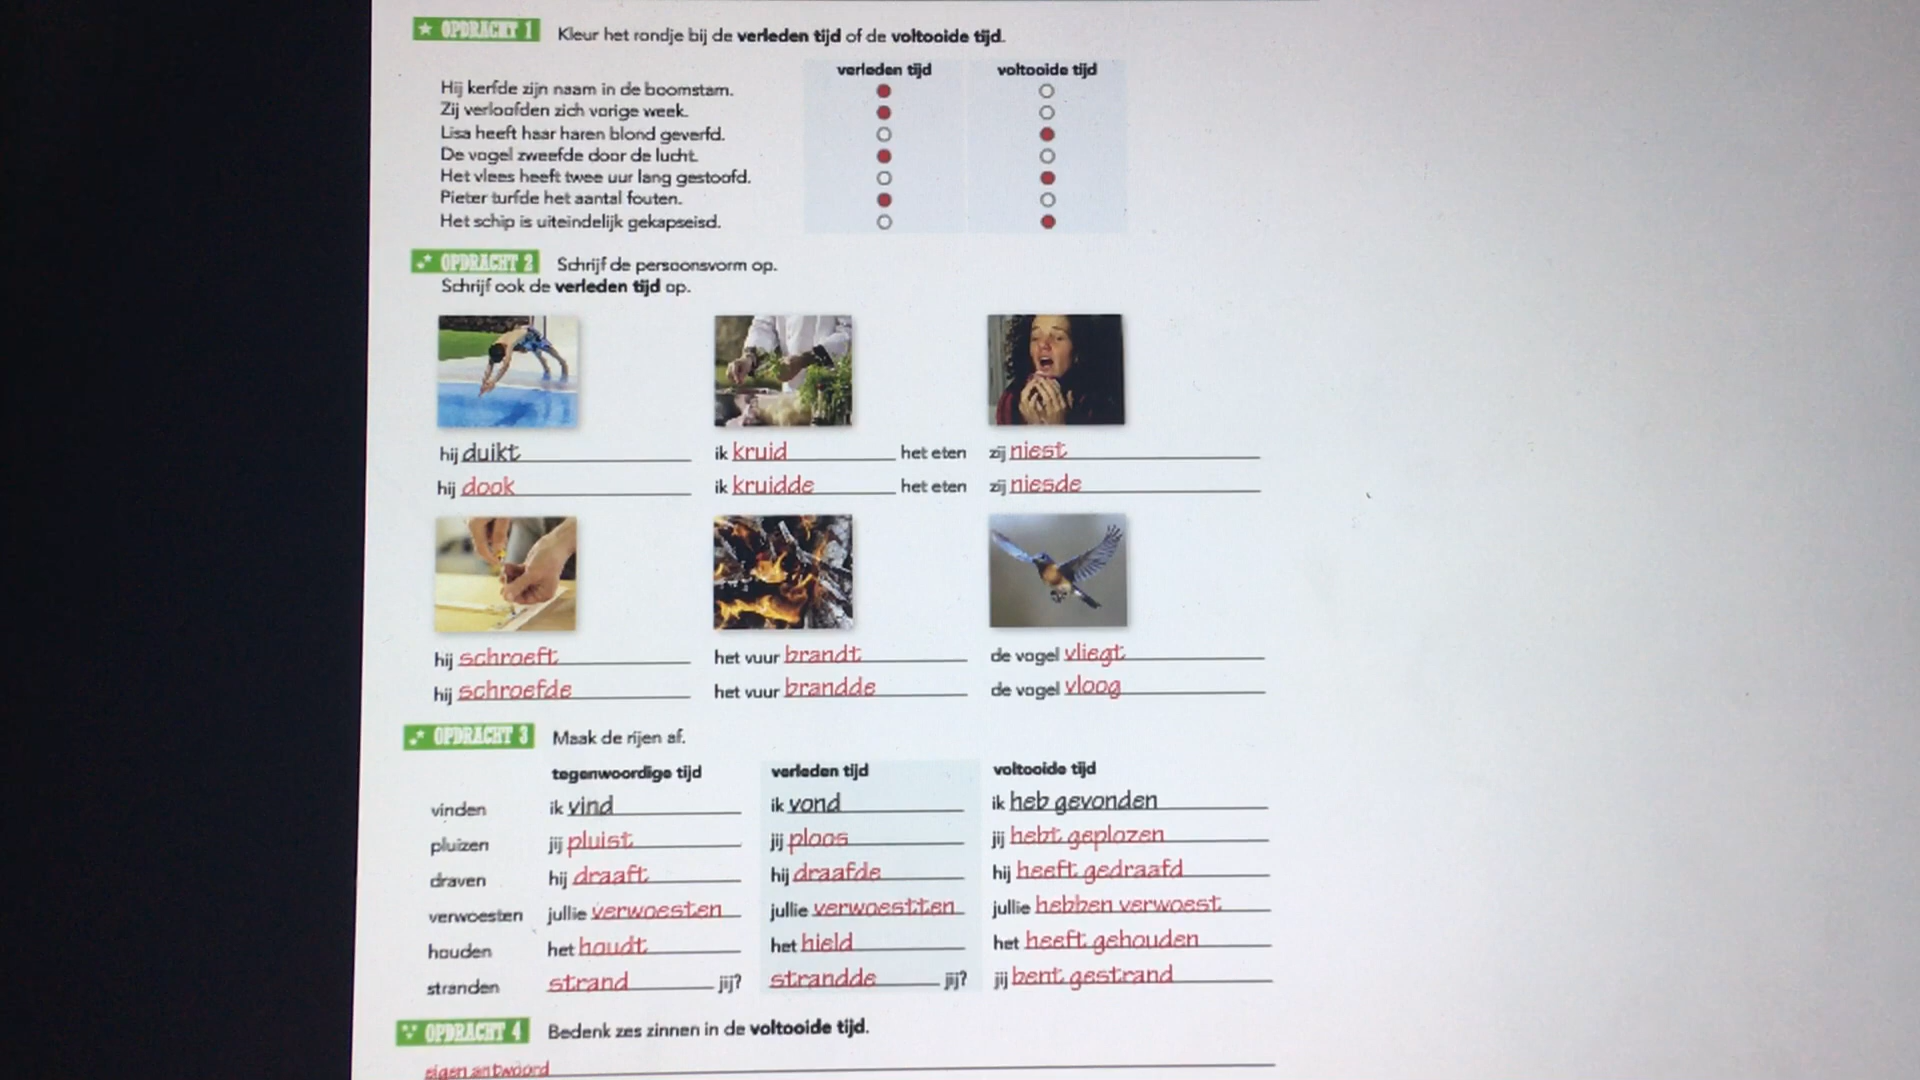 OPDRACHT 1 Kleur het rondje bij de verleden tijd of de voltooide tijd.
verleden tijd voltooide tijd
Hij kerfde zijn naam in de boomstam.
Zij verloofden zich vorige week.
Lisa heeft haar haren blond geverfd.
De vogel zweefde door de lucht.
Het vlees heeft twee uur lang gestoofd.
Pieter turfde het aantal fouten.
Het schip is uiteindelijk gekapseisd.
OPDRACHT 2 Schrijf de persoonsvorm op.
Schrijf ook de verleden tijd op.
hij duikt ik kruid het eten zij niest
hij dook ik kruidde het eten zij niesde
hij schroeft het vuur brandt de vogel vliegt
hij schroefde het vuur brandde de vogel vloog
OPDRACHT 3 Maak de rijen af.
tegenwoordige tijd verleden tijd voltooide tijd
vinden ik vind ik vond ik heb gevonden
pluizen jij pluist jij ploos jij hebt geplozen
draven hij draaft hij draafde hij heeft gedraafd
verwoesten jullie verwoesten jullie verwoestten jullie hebben verwoest
houden het houdt het hield het heeft gehouden
stranden strand jij? strandde jij? jij bent gestrand
OPDRACHT 4 Bedenk zes zinnen in de voltooide tijd.
eigen antwoord